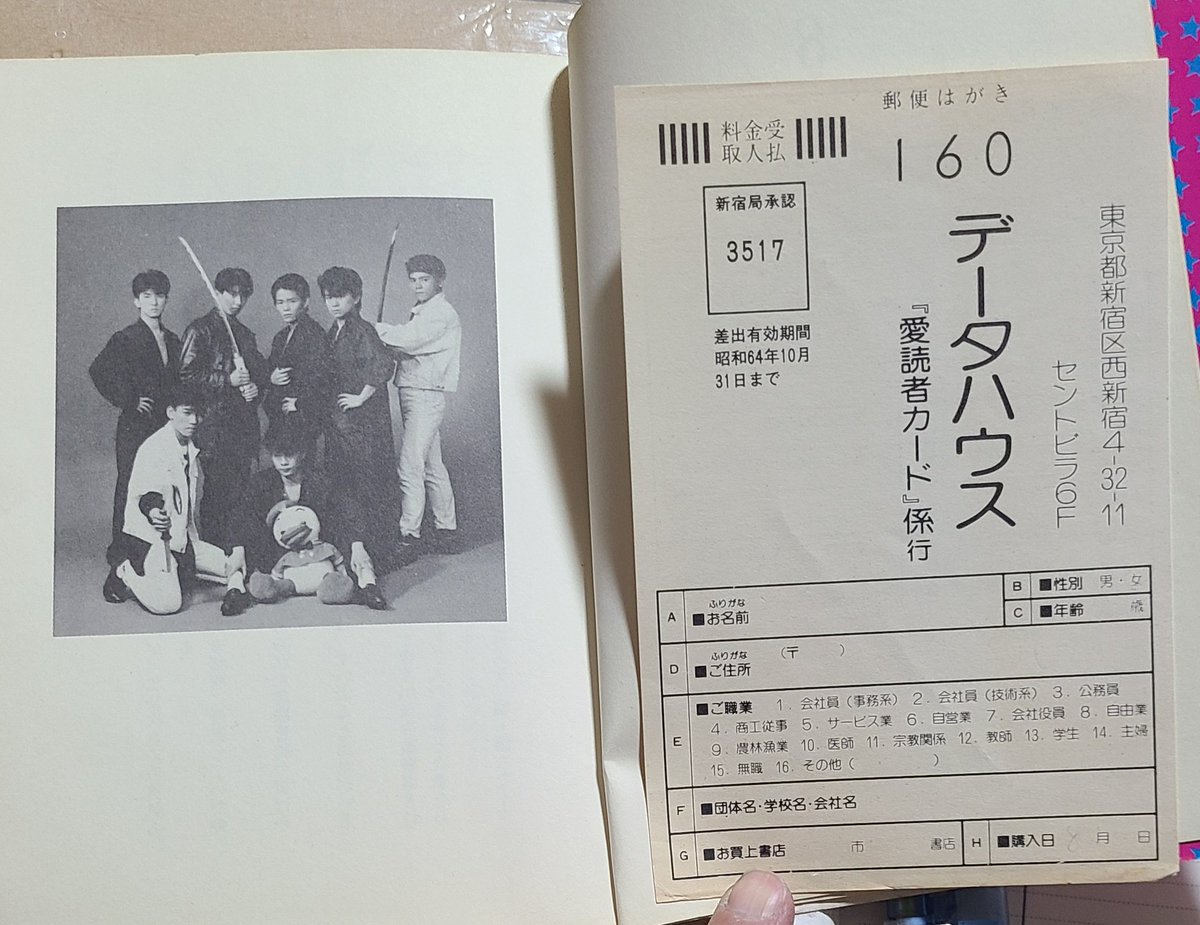 郵便はがき
料金受
取人払
160
新宿局承認
3517
差出有効期間
昭和64年10月
31日まで
東京都新宿区西新宿4-32-11
セントビラ6F
データハウス
『愛読者カード』係行
A ふりがな
■お名前
B ■性別 男・女
C ■年齢 歳
D ふりがな
■ご住所 (〒 )
E ■ご職業 1. 会社員(事務系) 2. 会社員(技術系) 3. 公務員
4. 商工従事 5. サービス業 6. 自営業 7. 会社役員 8. 自由業
9. 農林漁業 10. 医師 11. 宗教関係 12. 教師 13. 学生 14. 主婦
15. 無職 16. その他( )
F ■団体名・学校名・会社名
G ■お買上書店 市 書店
H ■購入日 月 日